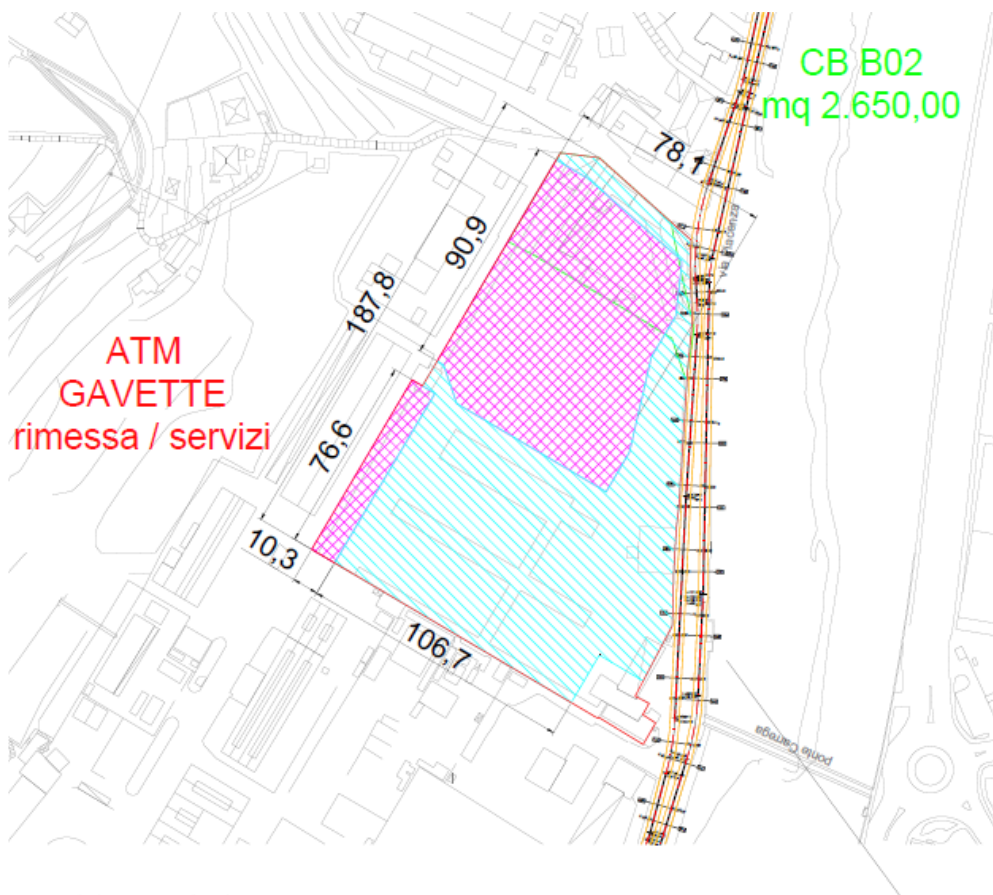 CB B02
mq 2.650,00
78,1
90,9
187,8
ATM
GAVETTE
rimessa / servizi
76,6
10,3
106,7
ponte Carrega